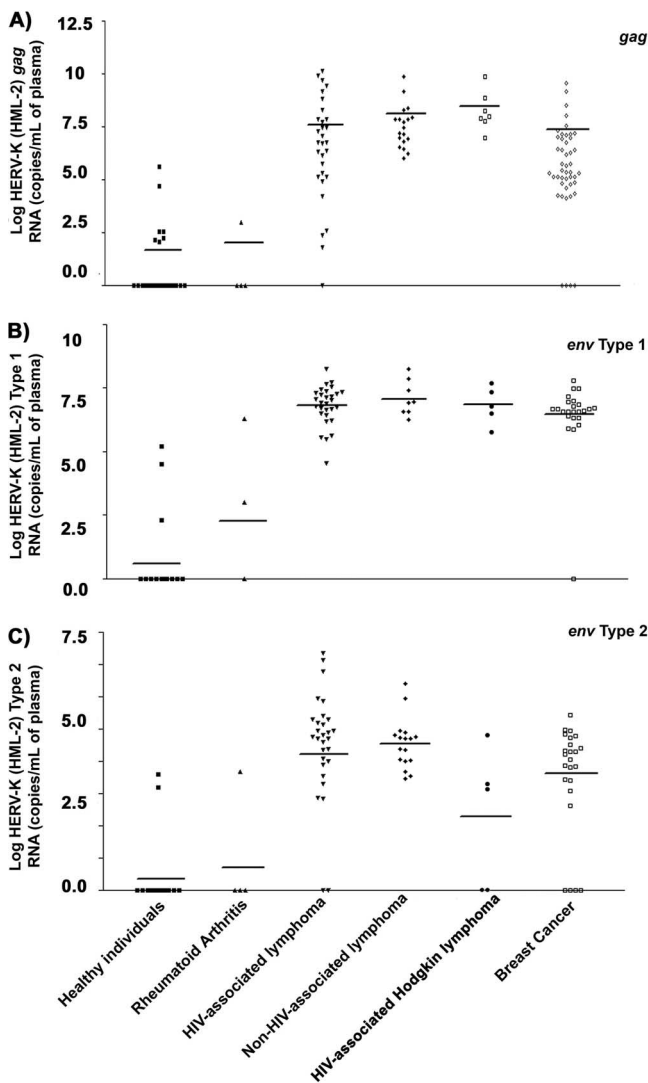 A)
gag
Log HERV-K (HML-2) gag
RNA (copies/mL of plasma)
12.5
10
7.5
5.0
2.5
0.0
B)
env Type 1
Log HERV-K (HML-2) Type 1
RNA (copies/mL of plasma)
10
7.5
5.0
2.5
0.0
C)
env Type 2
Log HERV-K (HML-2) Type 2
RNA (copies/mL of plasma)
7.5
5.0
2.5
0.0
Healthy individuals
Rheumatoid Arthritis
HIV-associated lymphoma
Non-HIV-associated lymphoma
HIV-associated Hodgkin lymphoma
Breast Cancer